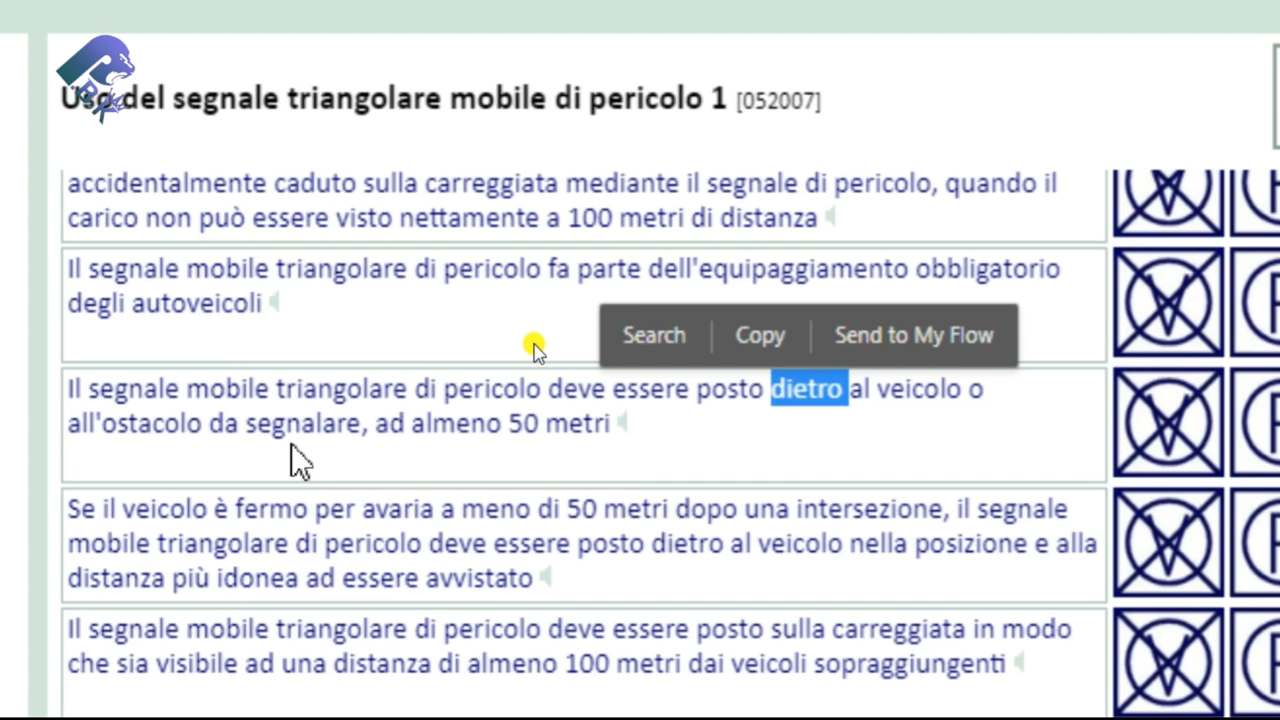 Uso del segnale triangolare mobile di pericolo 1 [052007]
accidentalmente caduto sulla carreggiata mediante il segnale di pericolo, quando il
carico non può essere visto nettamente a 100 metri di distanza
Il segnale mobile triangolare di pericolo fa parte dell'equipaggiamento obbligatorio
degli autoveicoli
Search Copy Send to My Flow
Il segnale mobile triangolare di pericolo deve essere posto dietro al veicolo o
all'ostacolo da segnalare, ad almeno 50 metri
Se il veicolo è fermo per avaria a meno di 50 metri dopo una intersezione, il segnale
mobile triangolare di pericolo deve essere posto dietro al veicolo nella posizione e alla
distanza più idonea ad essere avvistato
Il segnale mobile triangolare di pericolo deve essere posto sulla carreggiata in modo
che sia visibile ad una distanza di almeno 100 metri dai veicoli sopraggiungenti